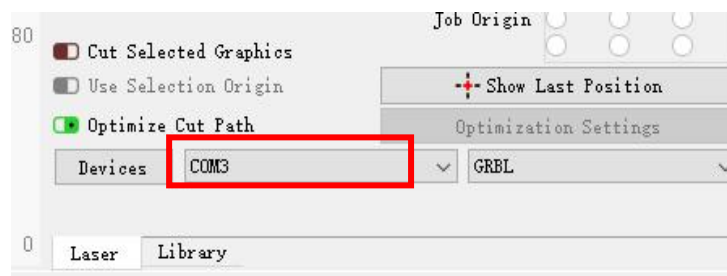 Job Origin
80
Cut Selected Graphics
Use Selection Origin
Show Last Position
Optimize Cut Path
Optimization Settings
Devices
COM3
GRBL
0
Laser
Library